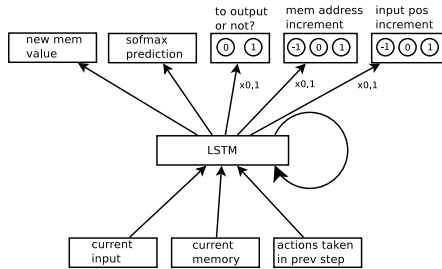 to output
or not?
mem address
increment
input pos
increment
new mem
value
sofmax
prediction
0 1
-1 0 1
-1 0 1
x0,1
x0,1
x0,1
LSTM
current
input
current
memory
actions taken
in prev step